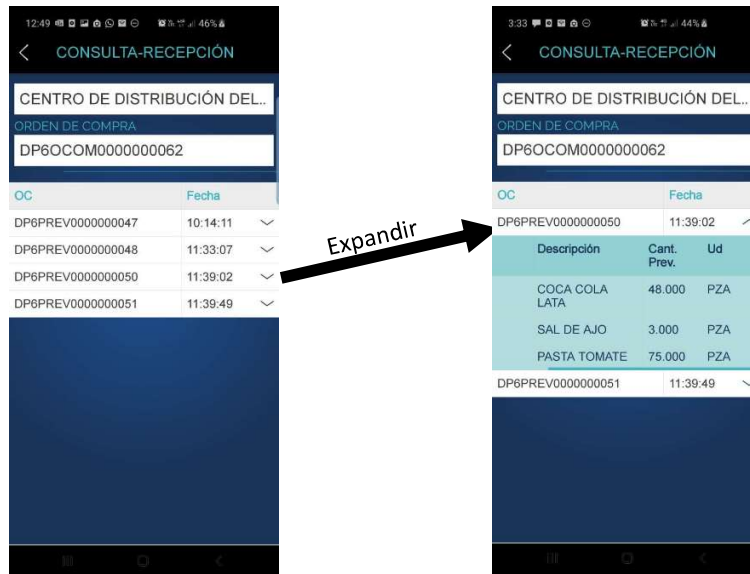 12:49 46%
CONSULTA-RECEPCIÓN
CENTRO DE DISTRIBUCIÓN DEL..
ORDEN DE COMPRA
DP6OCOM0000000062
OC Fecha
DP6PREV0000000047 10:14:11
DP6PREV0000000048 11:33:07
DP6PREV0000000050 11:39:02
DP6PREV0000000051 11:39:49
Expandir
3:33 44%
CONSULTA-RECEPCIÓN
CENTRO DE DISTRIBUCIÓN DEL..
ORDEN DE COMPRA
DP6OCOM0000000062
OC Fecha
DP6PREV0000000050 11:39:02
Descripción Cant. Ud
Prev.
COCA COLA 48.000 PZA
LATA
SAL DE AJO 3.000 PZA
PASTA TOMATE 75.000 PZA
DP6PREV0000000051 11:39:49